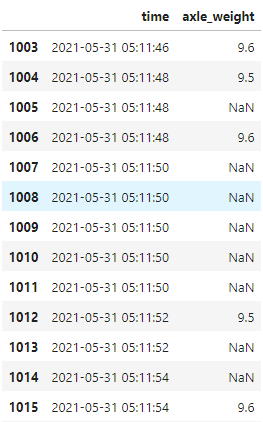 time axle_weight
1003 2021-05-31 05:11:46 9.6
1004 2021-05-31 05:11:48 9.5
1005 2021-05-31 05:11:48 NaN
1006 2021-05-31 05:11:48 9.6
1007 2021-05-31 05:11:50 NaN
1008 2021-05-31 05:11:50 NaN
1009 2021-05-31 05:11:50 NaN
1010 2021-05-31 05:11:50 NaN
1011 2021-05-31 05:11:50 NaN
1012 2021-05-31 05:11:52 9.5
1013 2021-05-31 05:11:52 NaN
1014 2021-05-31 05:11:54 NaN
1015 2021-05-31 05:11:54 9.6